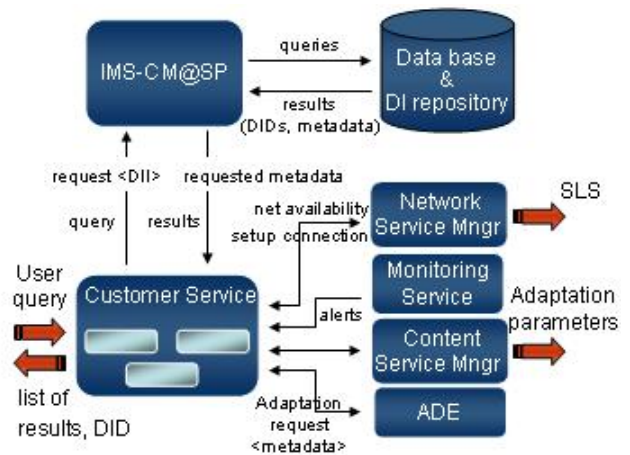 IMS-CM@SP
queries
results
(DIDs, metadata)
Data base
&
DI repository
request <DII>
requested metadata
query
results
net availability
setup connection
Network
Service Mngr
SLS
User
query
Customer Service
Monitoring
Service
alerts
Content
Service Mngr
Adaptation
parameters
list of
results, DID
Adaptation
request
<metadata>
ADE